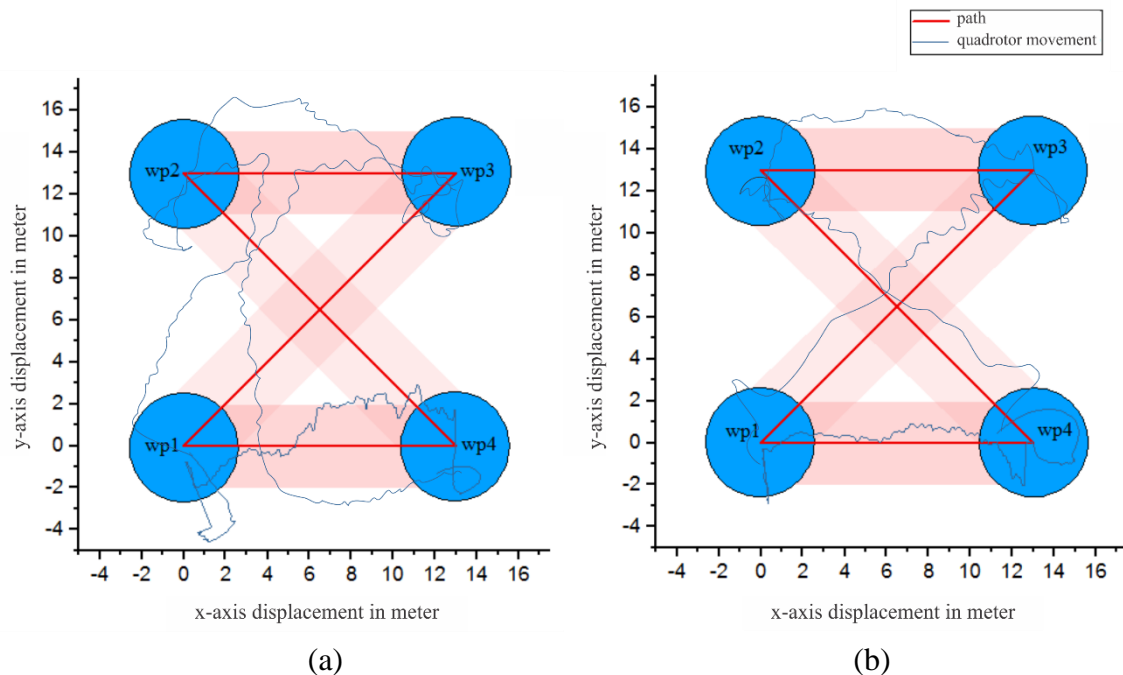 path
quadrotor movement
y-axis displacement in meter
16
14
12
10
8
6
4
2
0
-2
-4
wp2
wp3
wp1
wp4
-4 -2 0 2 4 6 8 10 12 14 16
x-axis displacement in meter
(a)
y-axis displacement in meter
16
14
12
10
8
6
4
2
0
-2
-4
wp2
wp3
wp1
wp4
-4 -2 0 2 4 6 8 10 12 14 16
x-axis displacement in meter
(b)